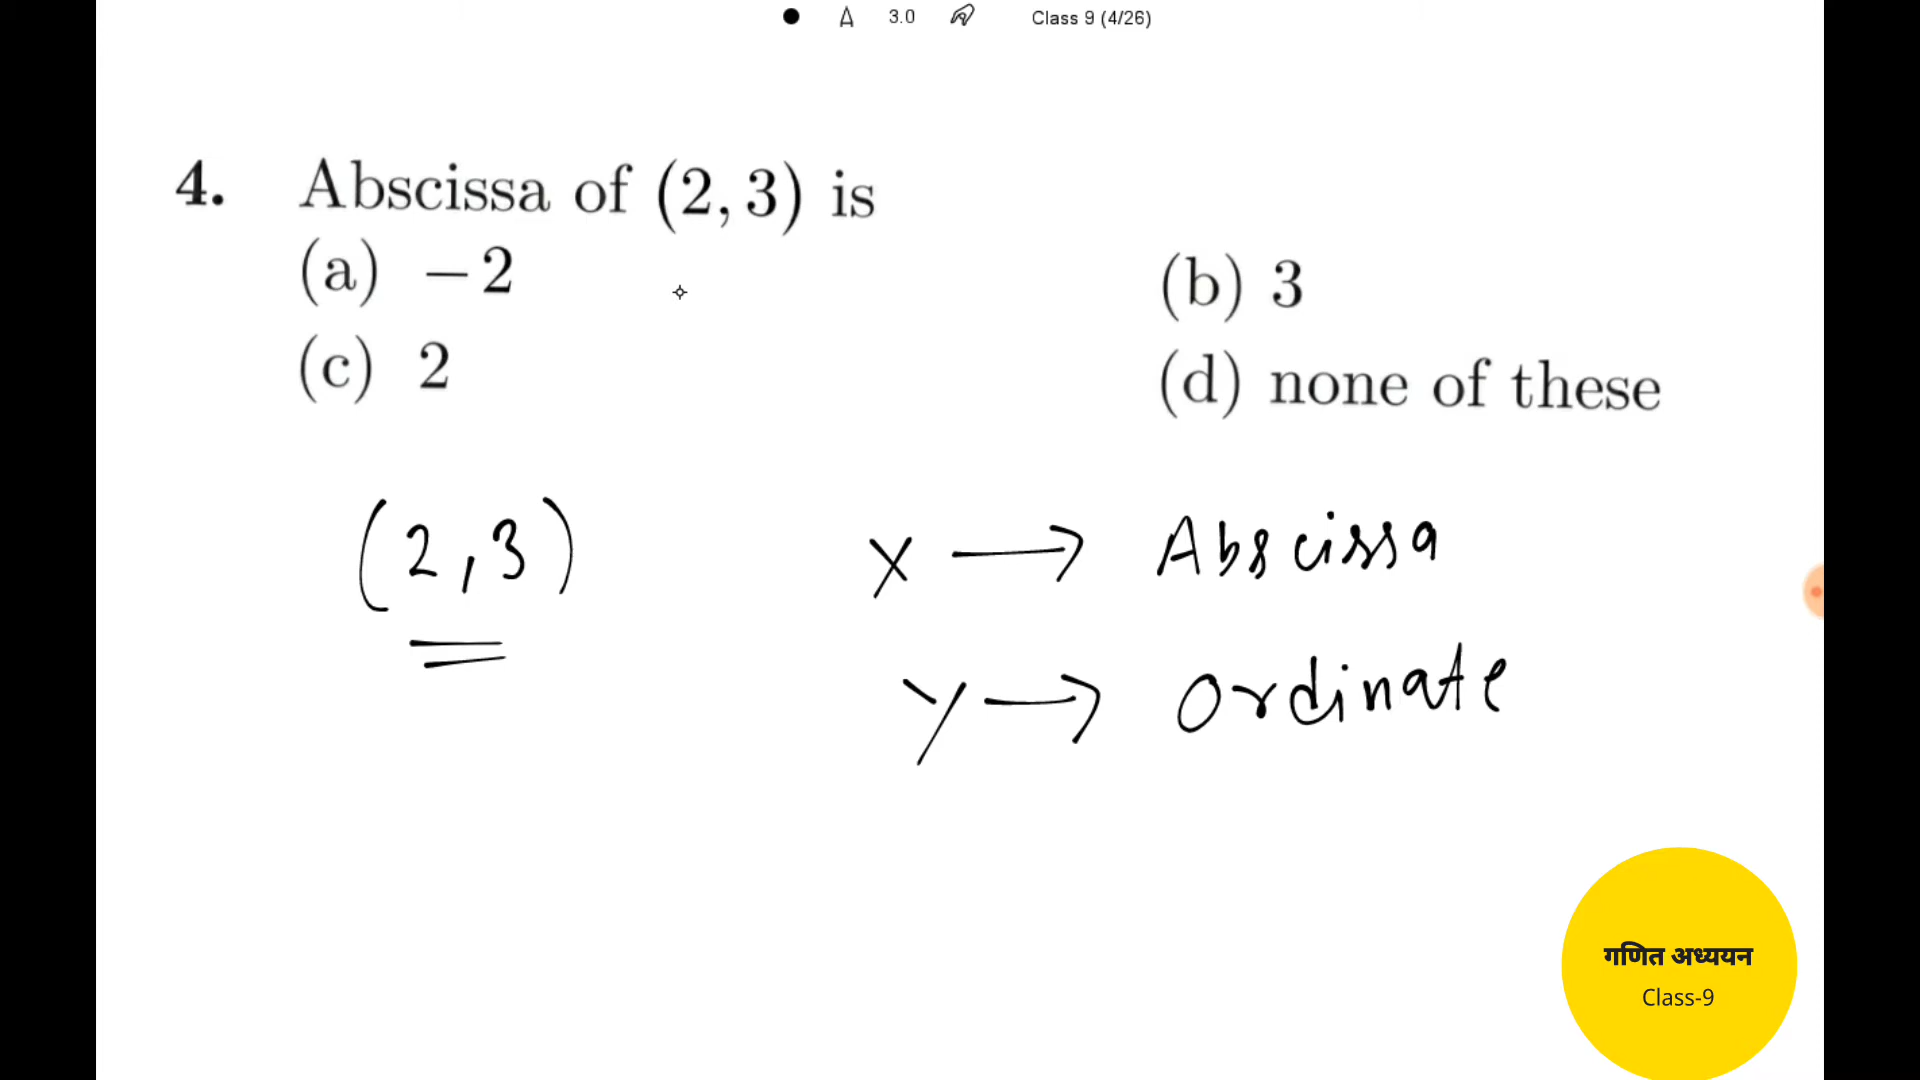 3.0 Class 9 (4/26)
4. Abscissa of (2, 3) is
(a) −2 (b) 3
(c) 2 (d) none of these
(2,3) x → Abscissa
y → ordinate
गणित अध्ययन
Class-9